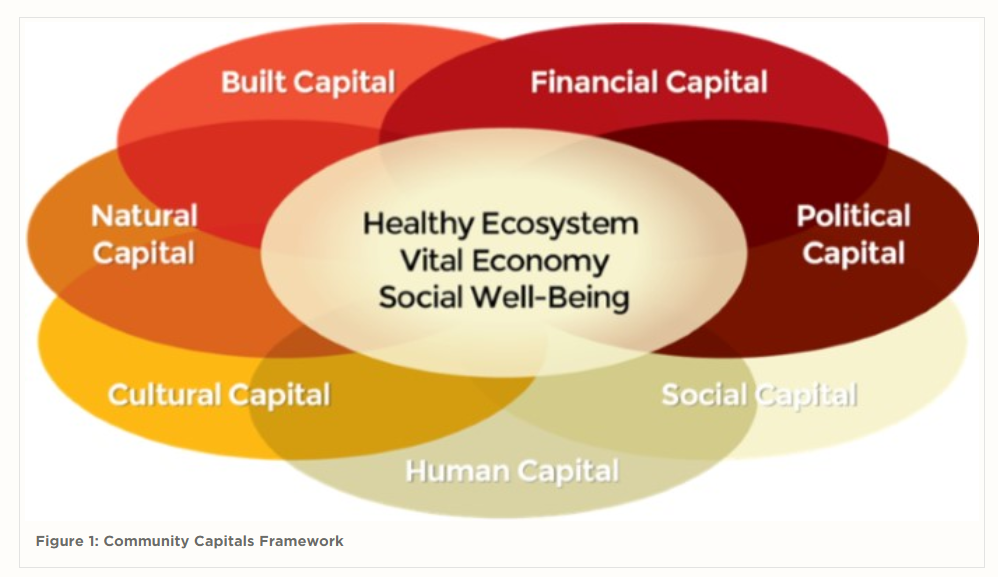 Built Capital
Financial Capital
Natural
Capital
Healthy Ecosystem
Vital Economy
Social Well-Being
Political
Capital
Cultural Capital
Social Capital
Human Capital
Figure 1: Community Capitals Framework